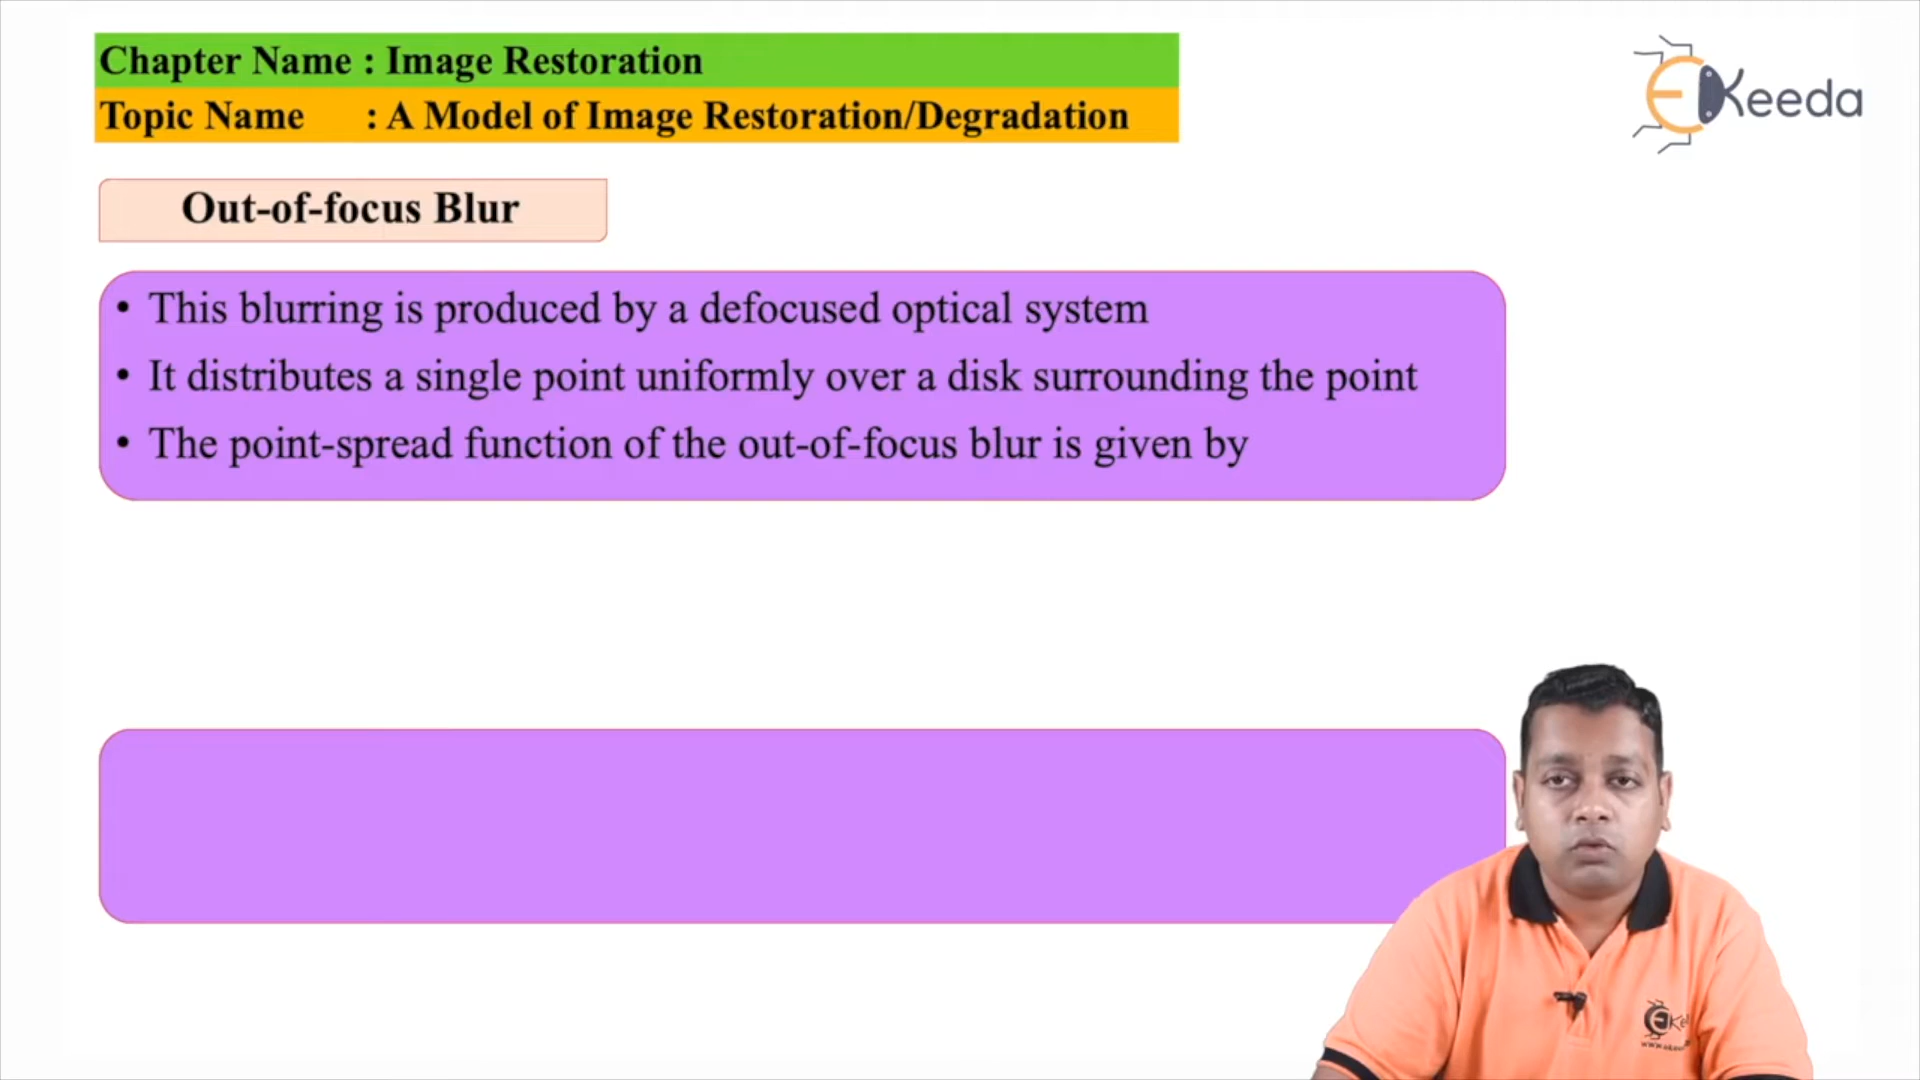 Chapter Name : Image Restoration
Topic Name : A Model of Image Restoration/Degradation
EKeeda
Out-of-focus Blur
• This blurring is produced by a defocused optical system
• It distributes a single point uniformly over a disk surrounding the point
• The point-spread function of the out-of-focus blur is given by